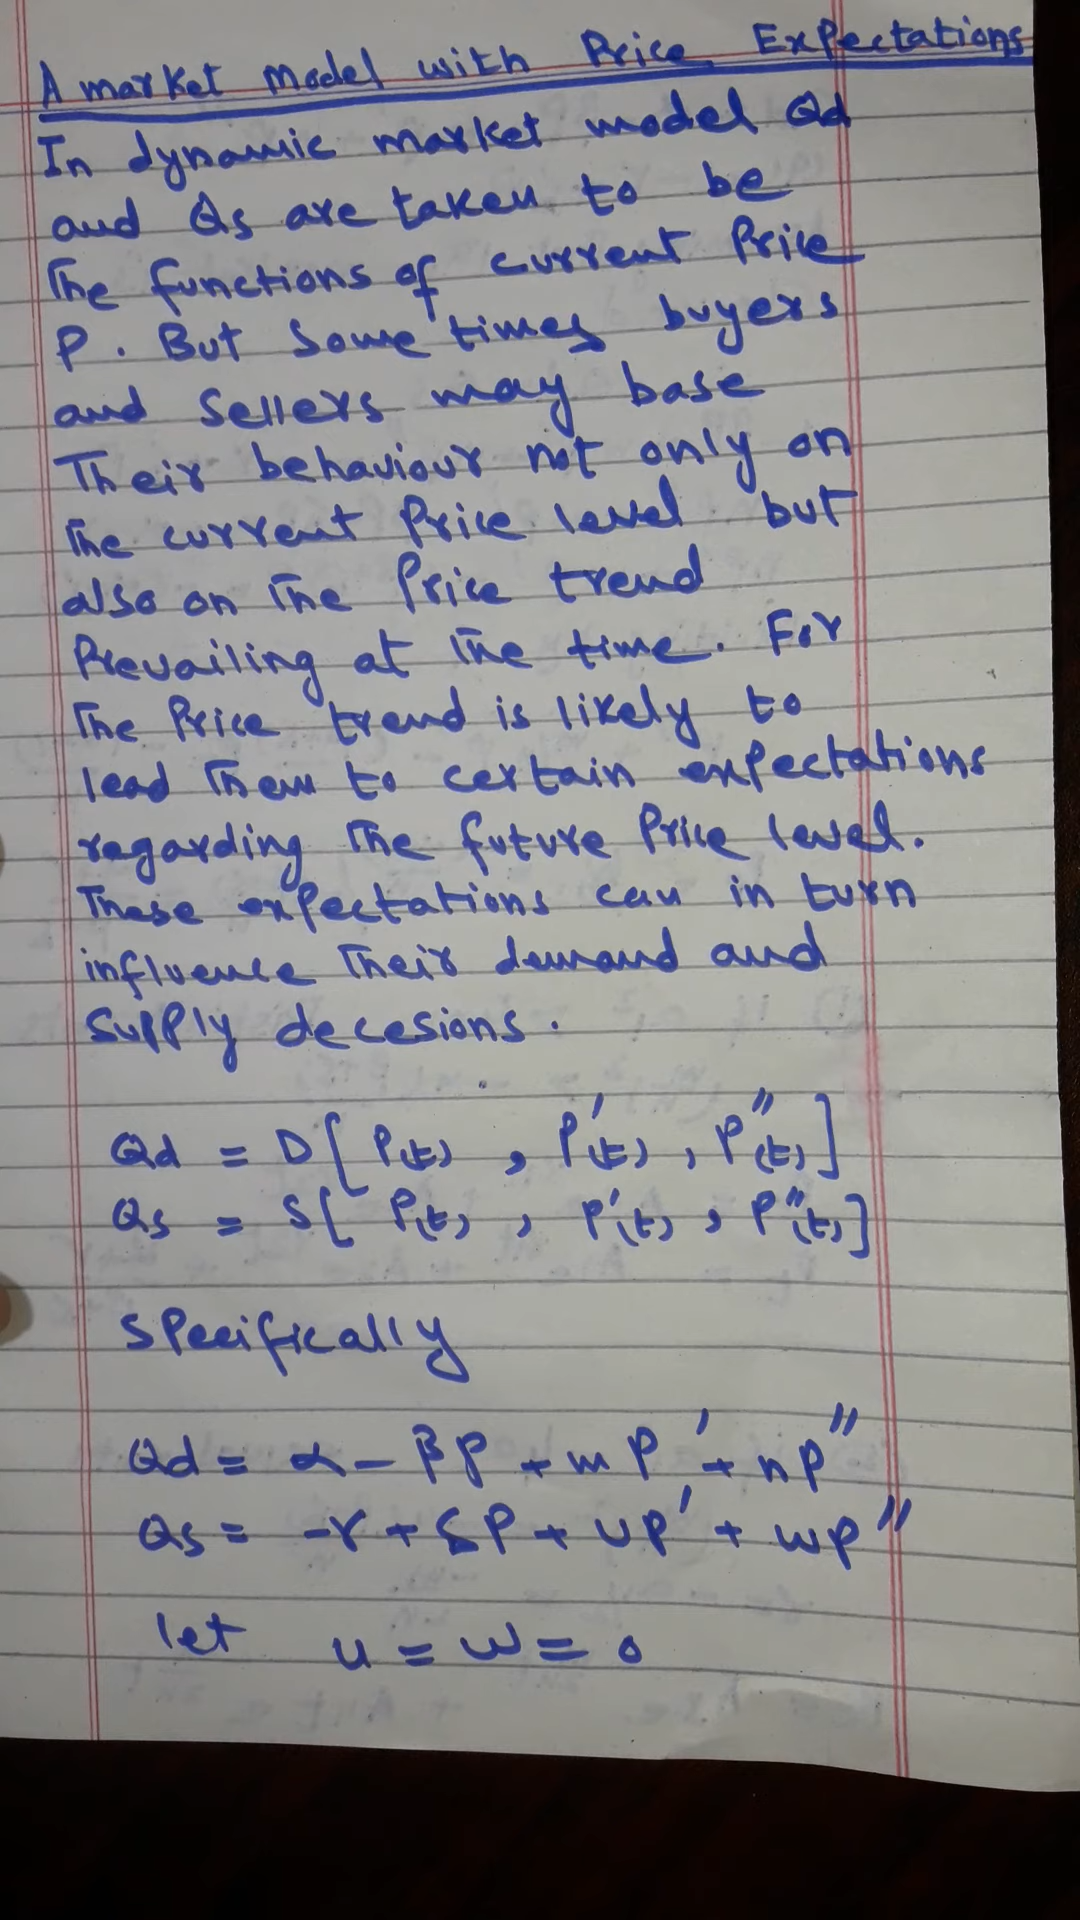 A market model with Price Expectations
In dynamic market model Qd
and Qs are taken to be
The functions of current Price
P. But Some times buyers
and Sellers may base
Their behaviour not only on
The current Price level but
also on The Price trend
Prevailing at The time. For
The Price trend is likely to
lead Them to certain expectations
regarding The future Price level.
These expectations can in turn
influence Their demand and
Supply decesions.
Qd = D[ P(t) , P'(t) , P''(t) ]
Qs = S[ P(t) , P'(t) , P''(t) ]
Specifically
Qd = α - βP + mP' + nP''
Qs = -γ + δP + uP' + wP''
let u = w = 0